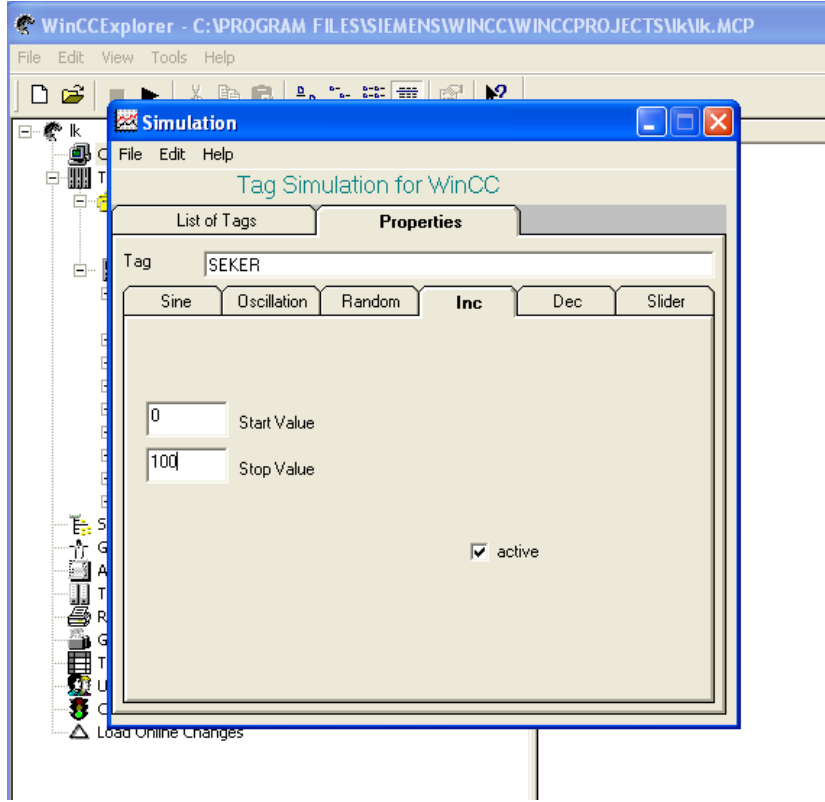 WinCCExplorer - C:\PROGRAM FILES\SIEMENS\WINCC\WINCCPROJECTS\lk\lk.MCP
File Edit View Tools Help
lk
Simulation
File Edit Help
Tag Simulation for WinCC
List of Tags Properties
Tag SEKER
Sine Oscillation Random Inc Dec Slider
0 Start Value
100 Stop Value
active
Load Online Changes